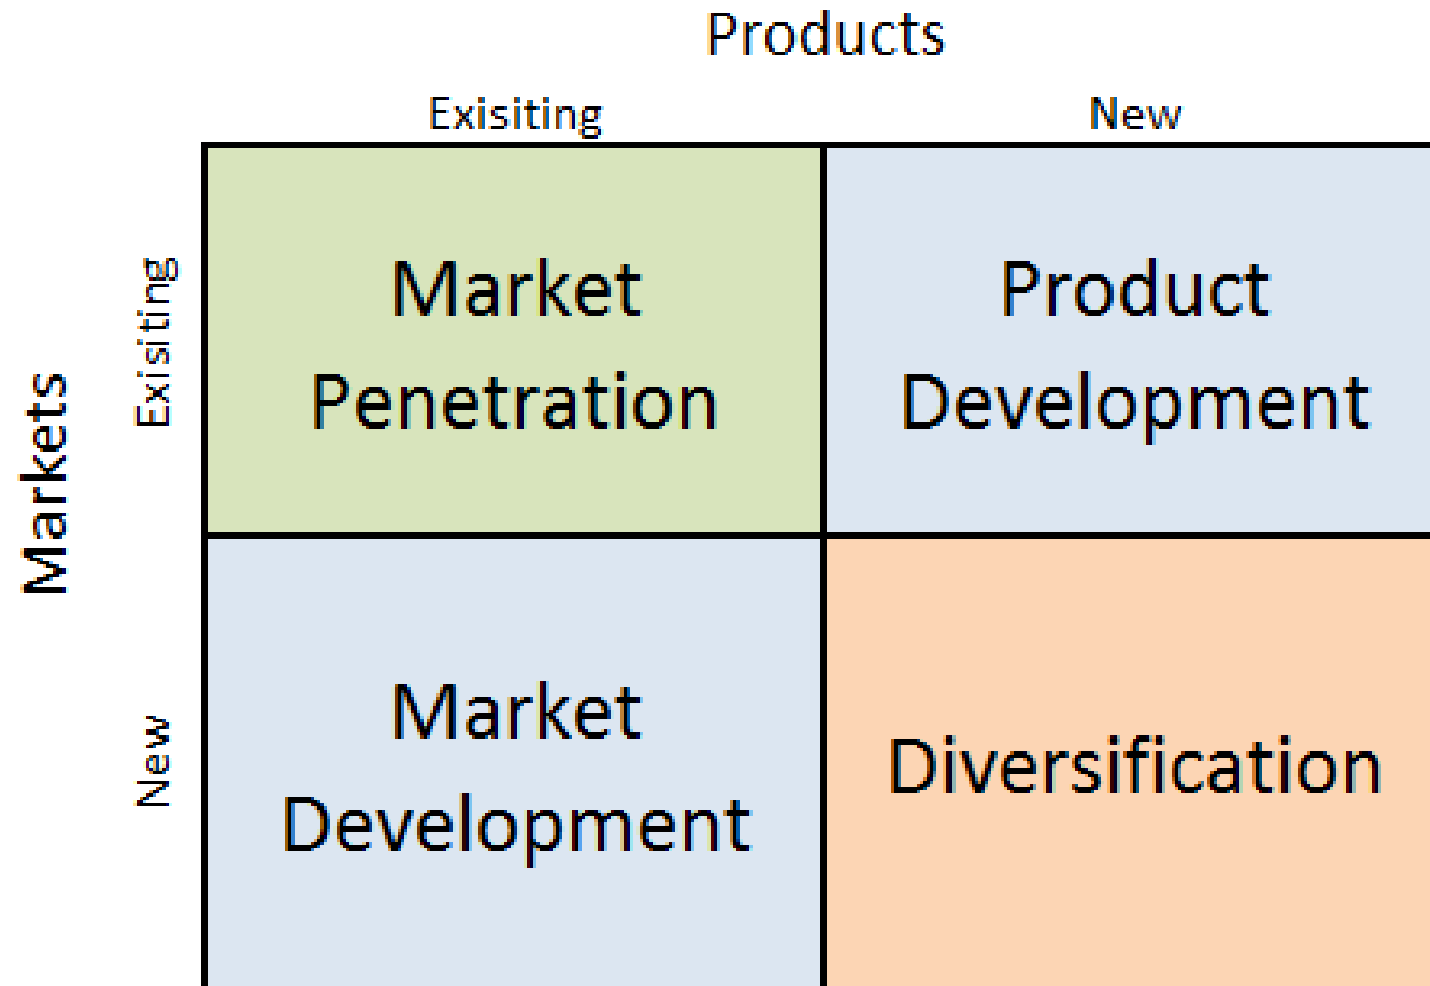 Products
Exisiting
New
Markets
Exisiting
Market
Penetration
Product
Development
New
Market
Development
Diversification